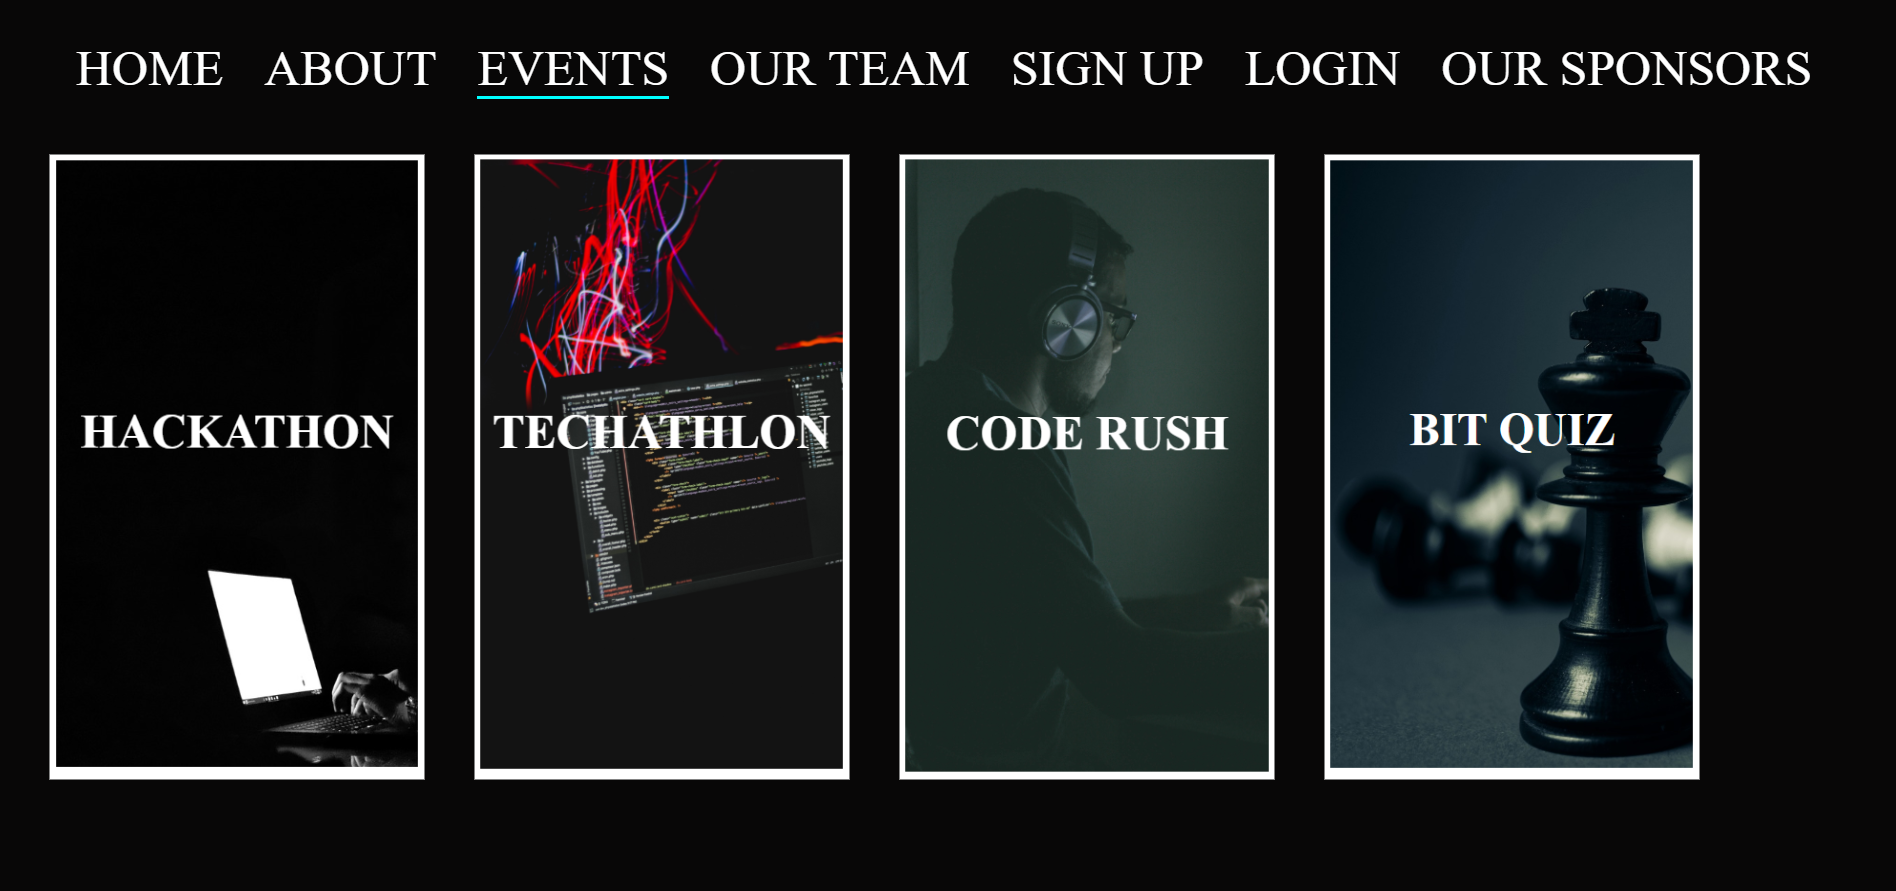 HOME ABOUT EVENTS OUR TEAM SIGN UP LOGIN OUR SPONSORS
HACKATHON
TECHATHLON
CODE RUSH
BIT QUIZ